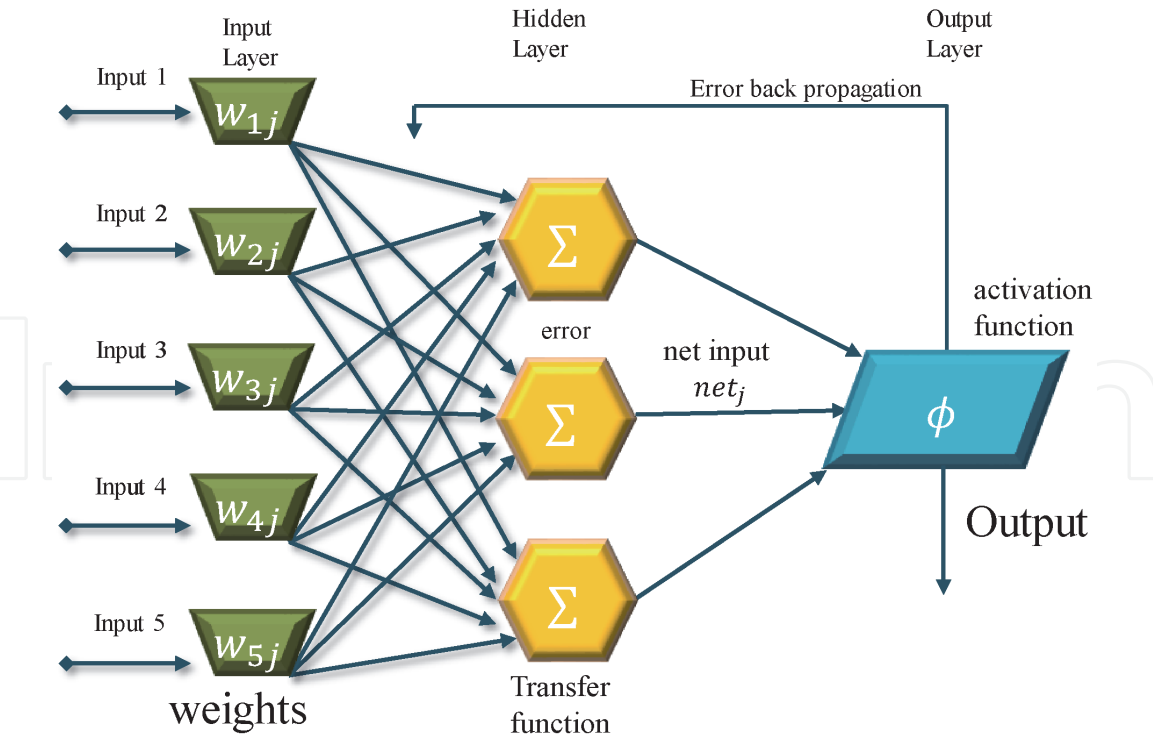 Input
Layer
Hidden
Layer
Output
Layer
Error back propagation
Input 1
w1j
Input 2
w2j
Input 3
w3j
Input 4
w4j
Input 5
w5j
weights
∑
error
∑
∑
Transfer
function
net input
netj
activation
function
ϕ
Output